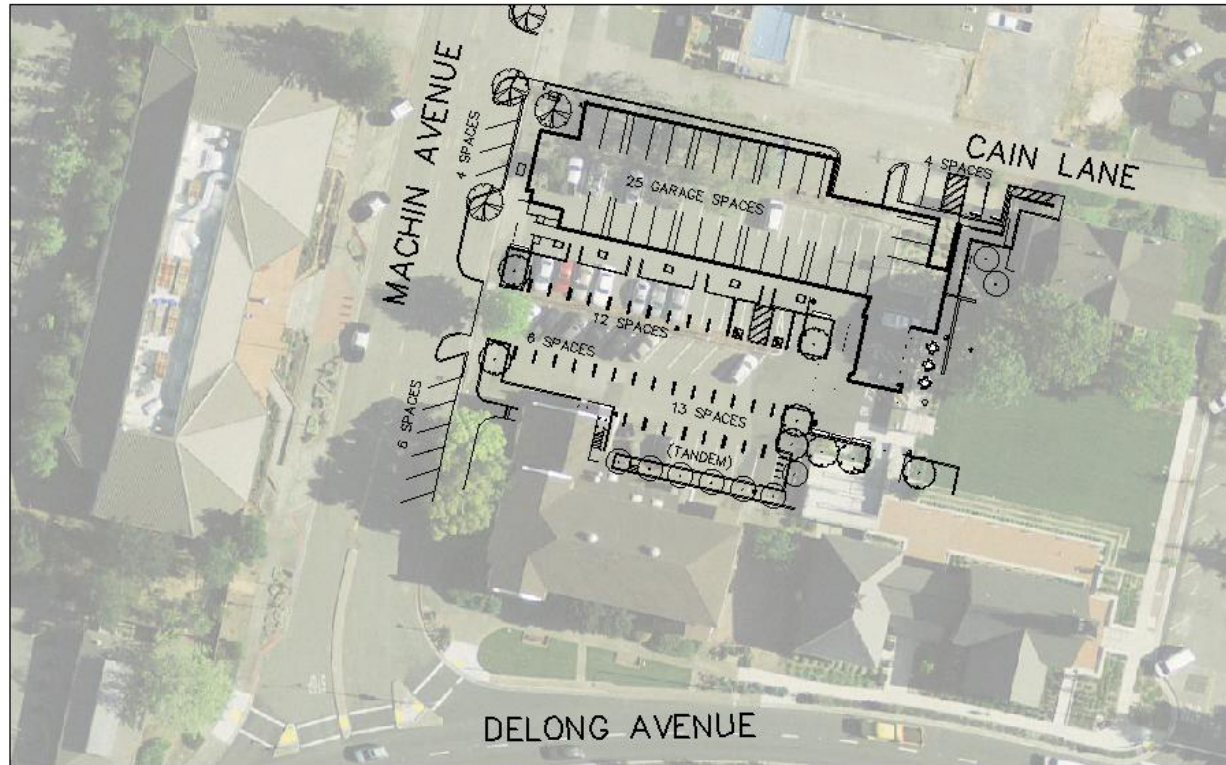 MACHIN AVENUE
4 SPACES
CAIN LANE
4 SPACES
25 GARAGE SPACES
12 SPACES
6 SPACES
6 SPACES
13 SPACES
(TANDEM)
DELONG AVENUE